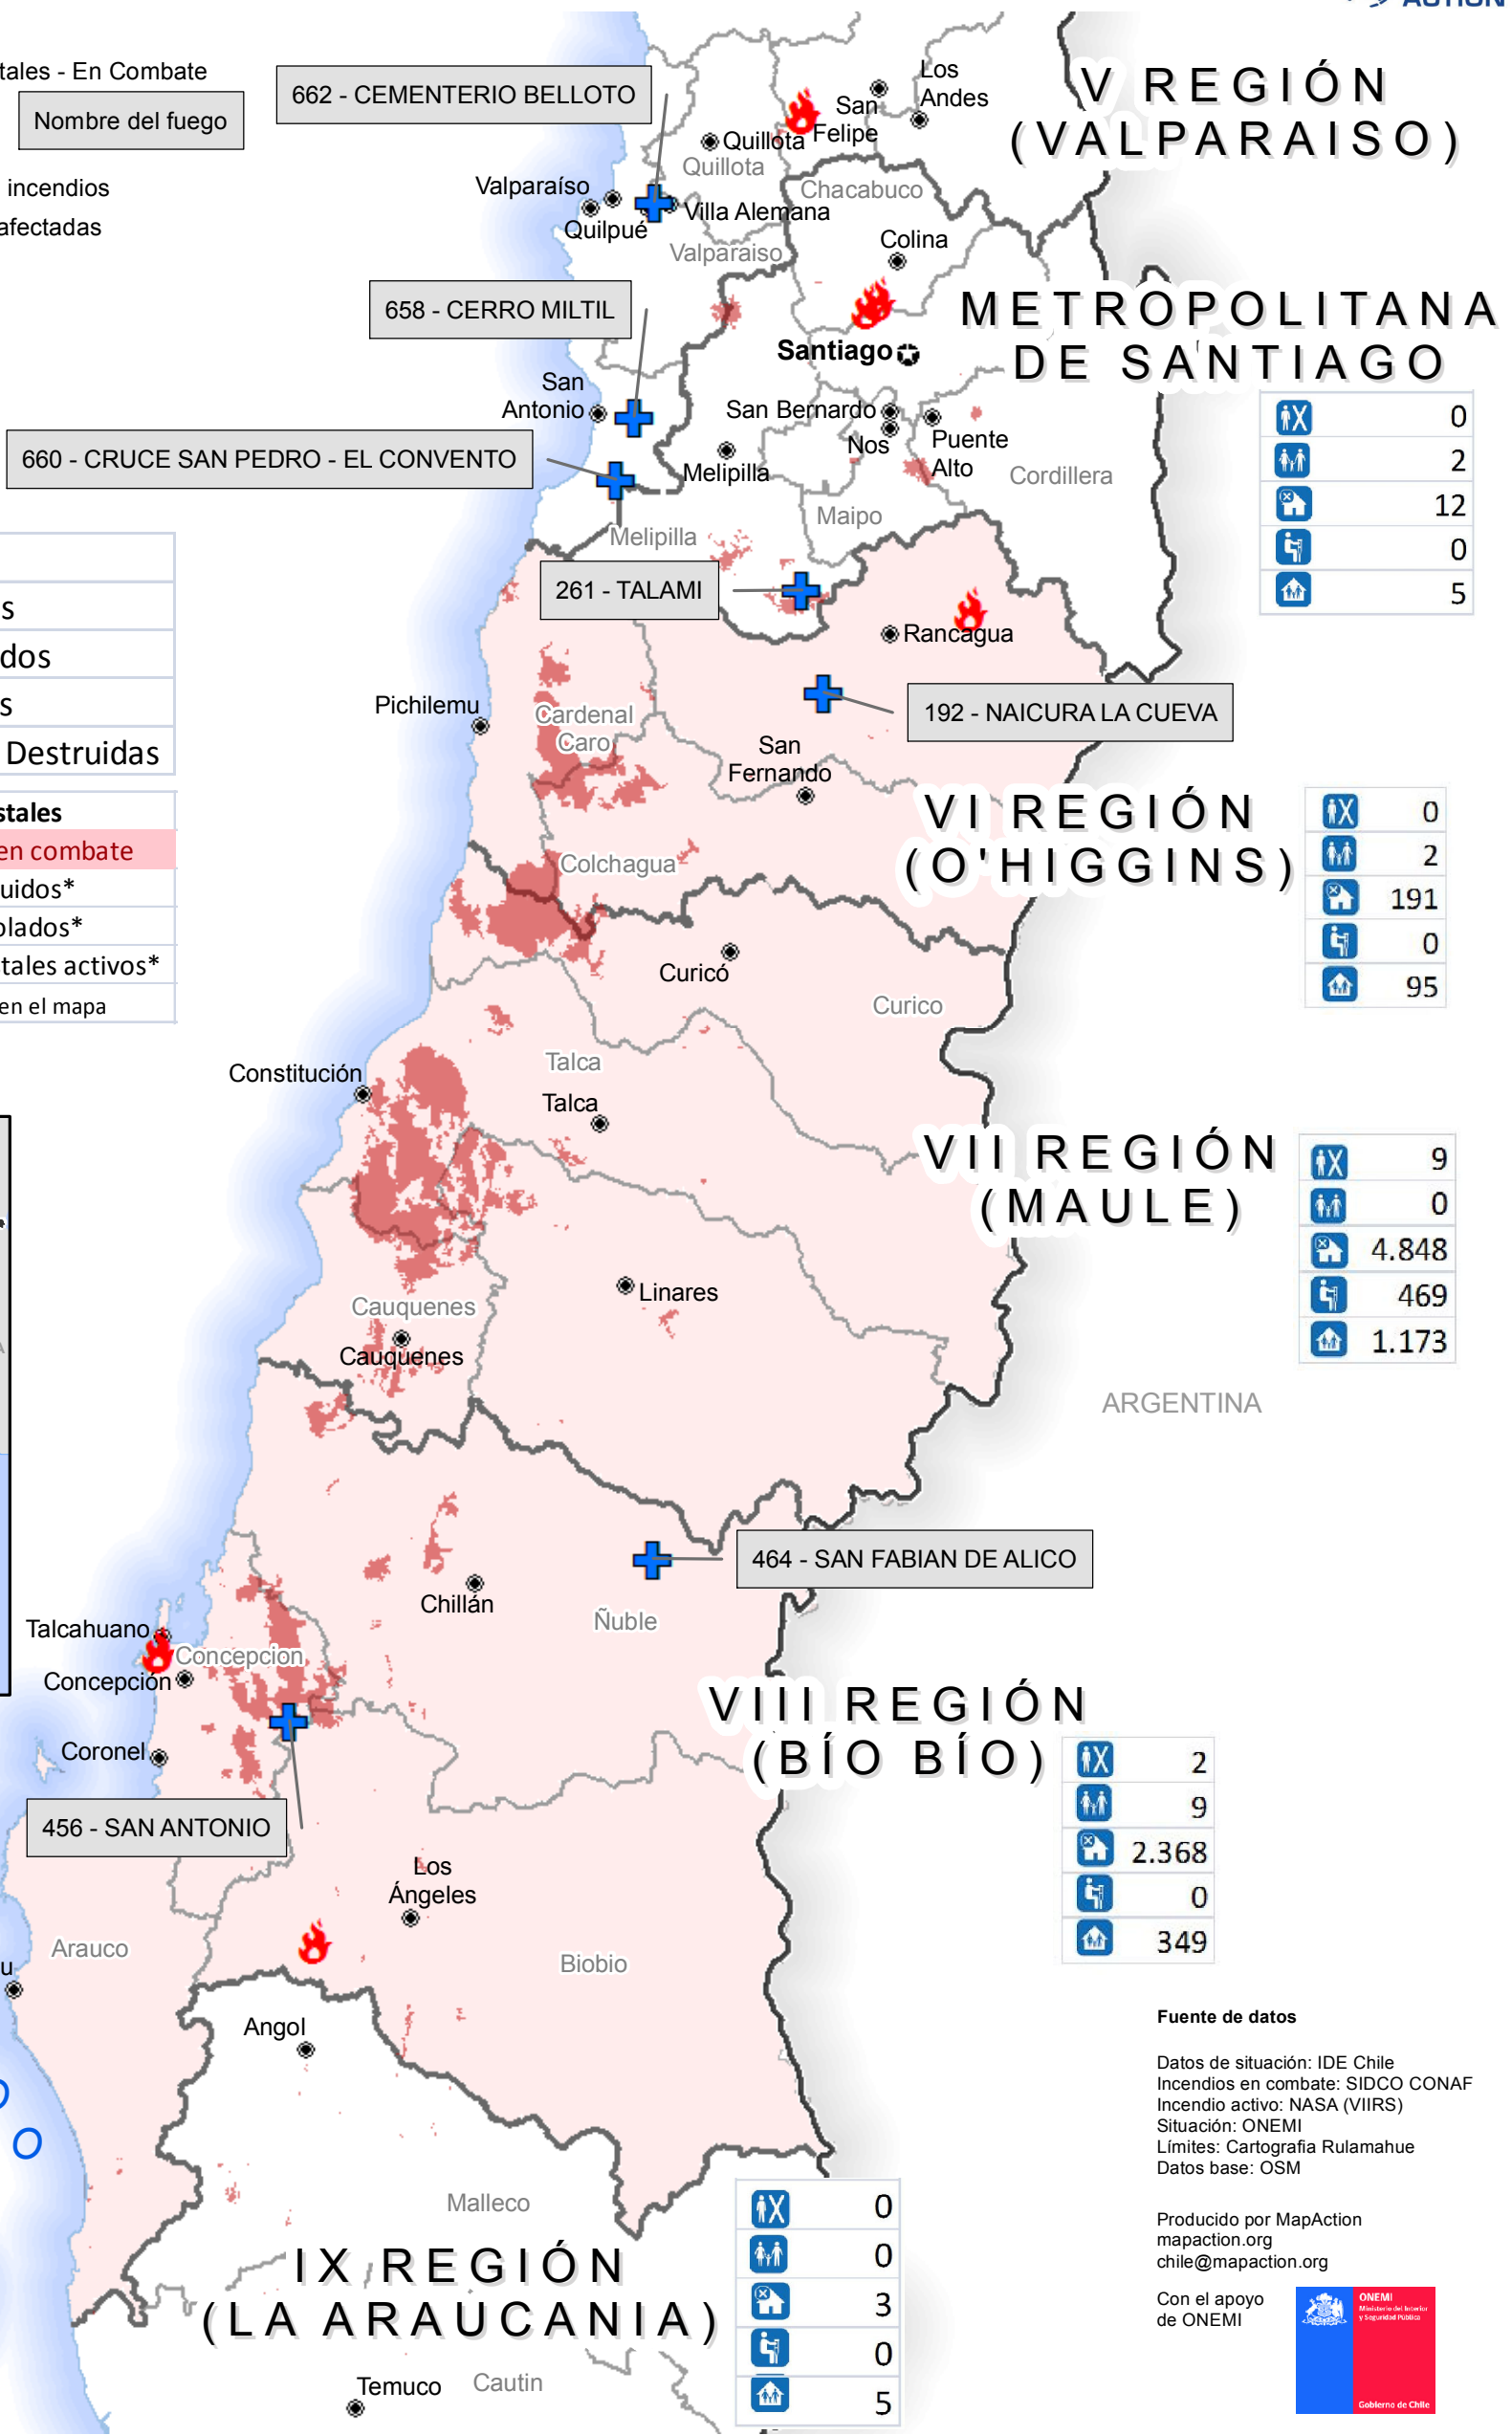 ACTION
tales - En Combate
Nombre del fuego
incendios
afectadas
662 - CEMENTERIO BELLOTO
Los
Andes
San
Felipe
Quillota
Quillota
V REGIÓN
(VALPARAISO)
Chacabuco
Valparaíso
Quilpué
Villa Alemana
Valparaiso
Colina
658 - CERRO MILTIL
METROPOLITANA
DE SANTIAGO
Santiago
San
Antonio
San Bernardo
Nos
Puente
Alto
Melipilla
Cordillera
0
2
12
0
5
660 - CRUCE SAN PEDRO - EL CONVENTO
Maipo
Melipilla
261 - TALAMI
Rancagua
s
dos
s
Destruidas
Pichilemu
Cardenal
Caro
192 - NAICURA LA CUEVA
San
Fernando
stales
en combate
uidos*
olados*
tales activos*
en el mapa
VI REGIÓN
(O'HIGGINS)
0
2
191
0
95
Colchagua
Curicó
Curico
Constitución
Talca
Talca
VII REGIÓN
(MAULE)
9
0
4.848
469
1.173
Linares
Cauquenes
Cauquenes
ARGENTINA
464 - SAN FABIAN DE ALICO
Chillán
Ñuble
Talcahuano
Concepcion
Concepción
Coronel
VIII REGIÓN
(BÍO BÍO)
2
9
2.368
0
349
456 - SAN ANTONIO
Los
Ángeles
Arauco
u
Biobio
Angol
O
O
Malleco
IX REGIÓN
(LA ARAUCANIA)
0
0
3
0
5
Temuco
Cautin
Fuente de datos
Datos de situación: IDE Chile
Incendios en combate: SIDCO CONAF
Incendio activo: NASA (VIIRS)
Situación: ONEMI
Límites: Cartografia Rulamahue
Datos base: OSM
Producido por MapAction
mapaction.org
chile@mapaction.org
Con el apoyo
de ONEMI
ONEMI
Ministerio del Interior
y Seguridad Pública
Gobierno de Chile